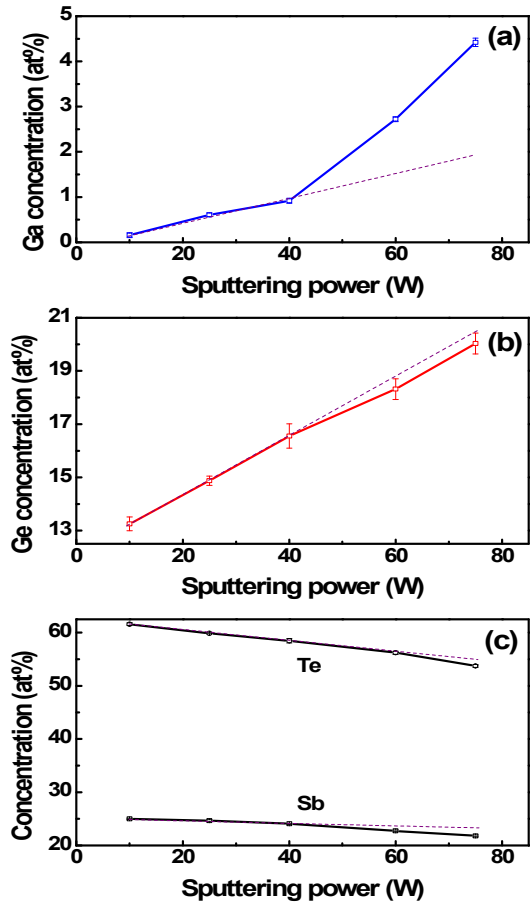 (a)
Ga concentration (at%)
5
4
3
2
1
0
0 20 40 60 80
Sputtering power (W)
(b)
Ge concentration (at%)
21
19
17
15
13
0 20 40 60 80
Sputtering power (W)
(c)
Concentration (at%)
60
50
40
30
20
Te
Sb
0 20 40 60 80
Sputtering power (W)